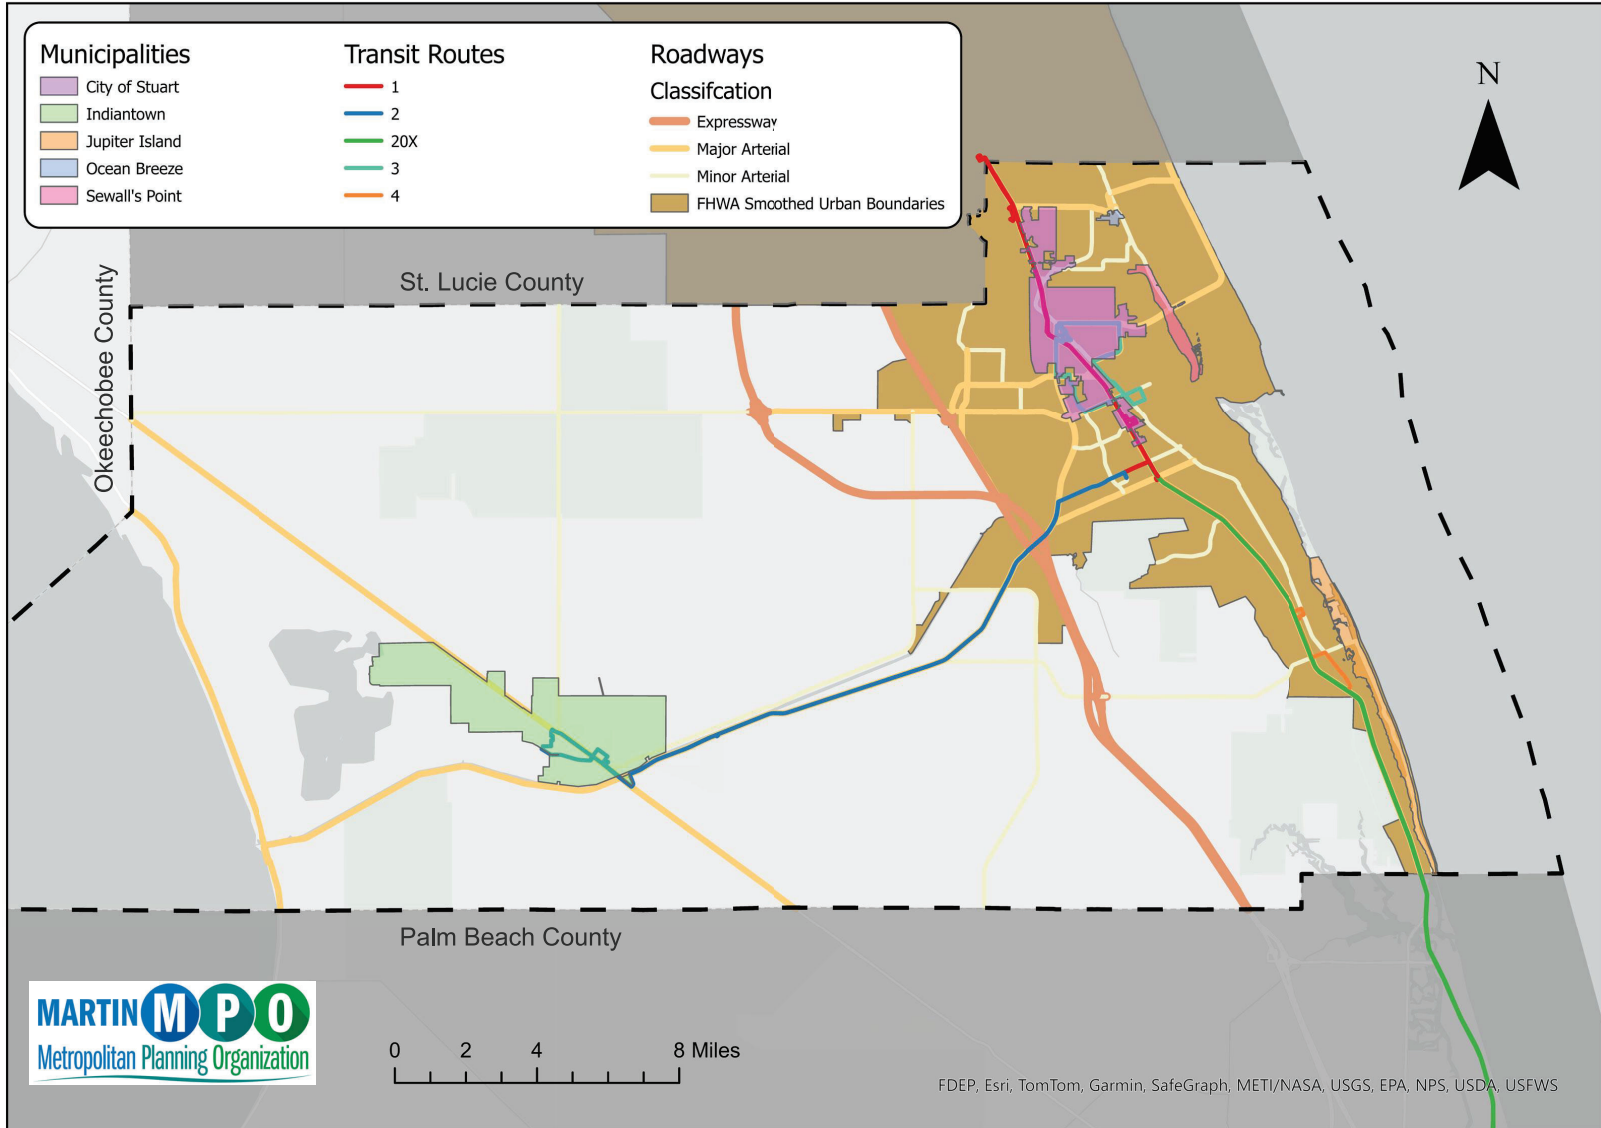 Municipalities
City of Stuart
Indiantown
Jupiter Island
Ocean Breeze
Sewall's Point
Transit Routes
1
2
20X
3
4
Roadways
Classifcation
Expressway
Major Arterial
Minor Arterial
FHWA Smoothed Urban Boundaries
N
St. Lucie County
Okeechobee County
Palm Beach County
MARTIN MPO
Metropolitan Planning Organization
0 2 4 8 Miles
FDEP, Esri, TomTom, Garmin, SafeGraph, METI/NASA, USGS, EPA, NPS, USDA, USFWS